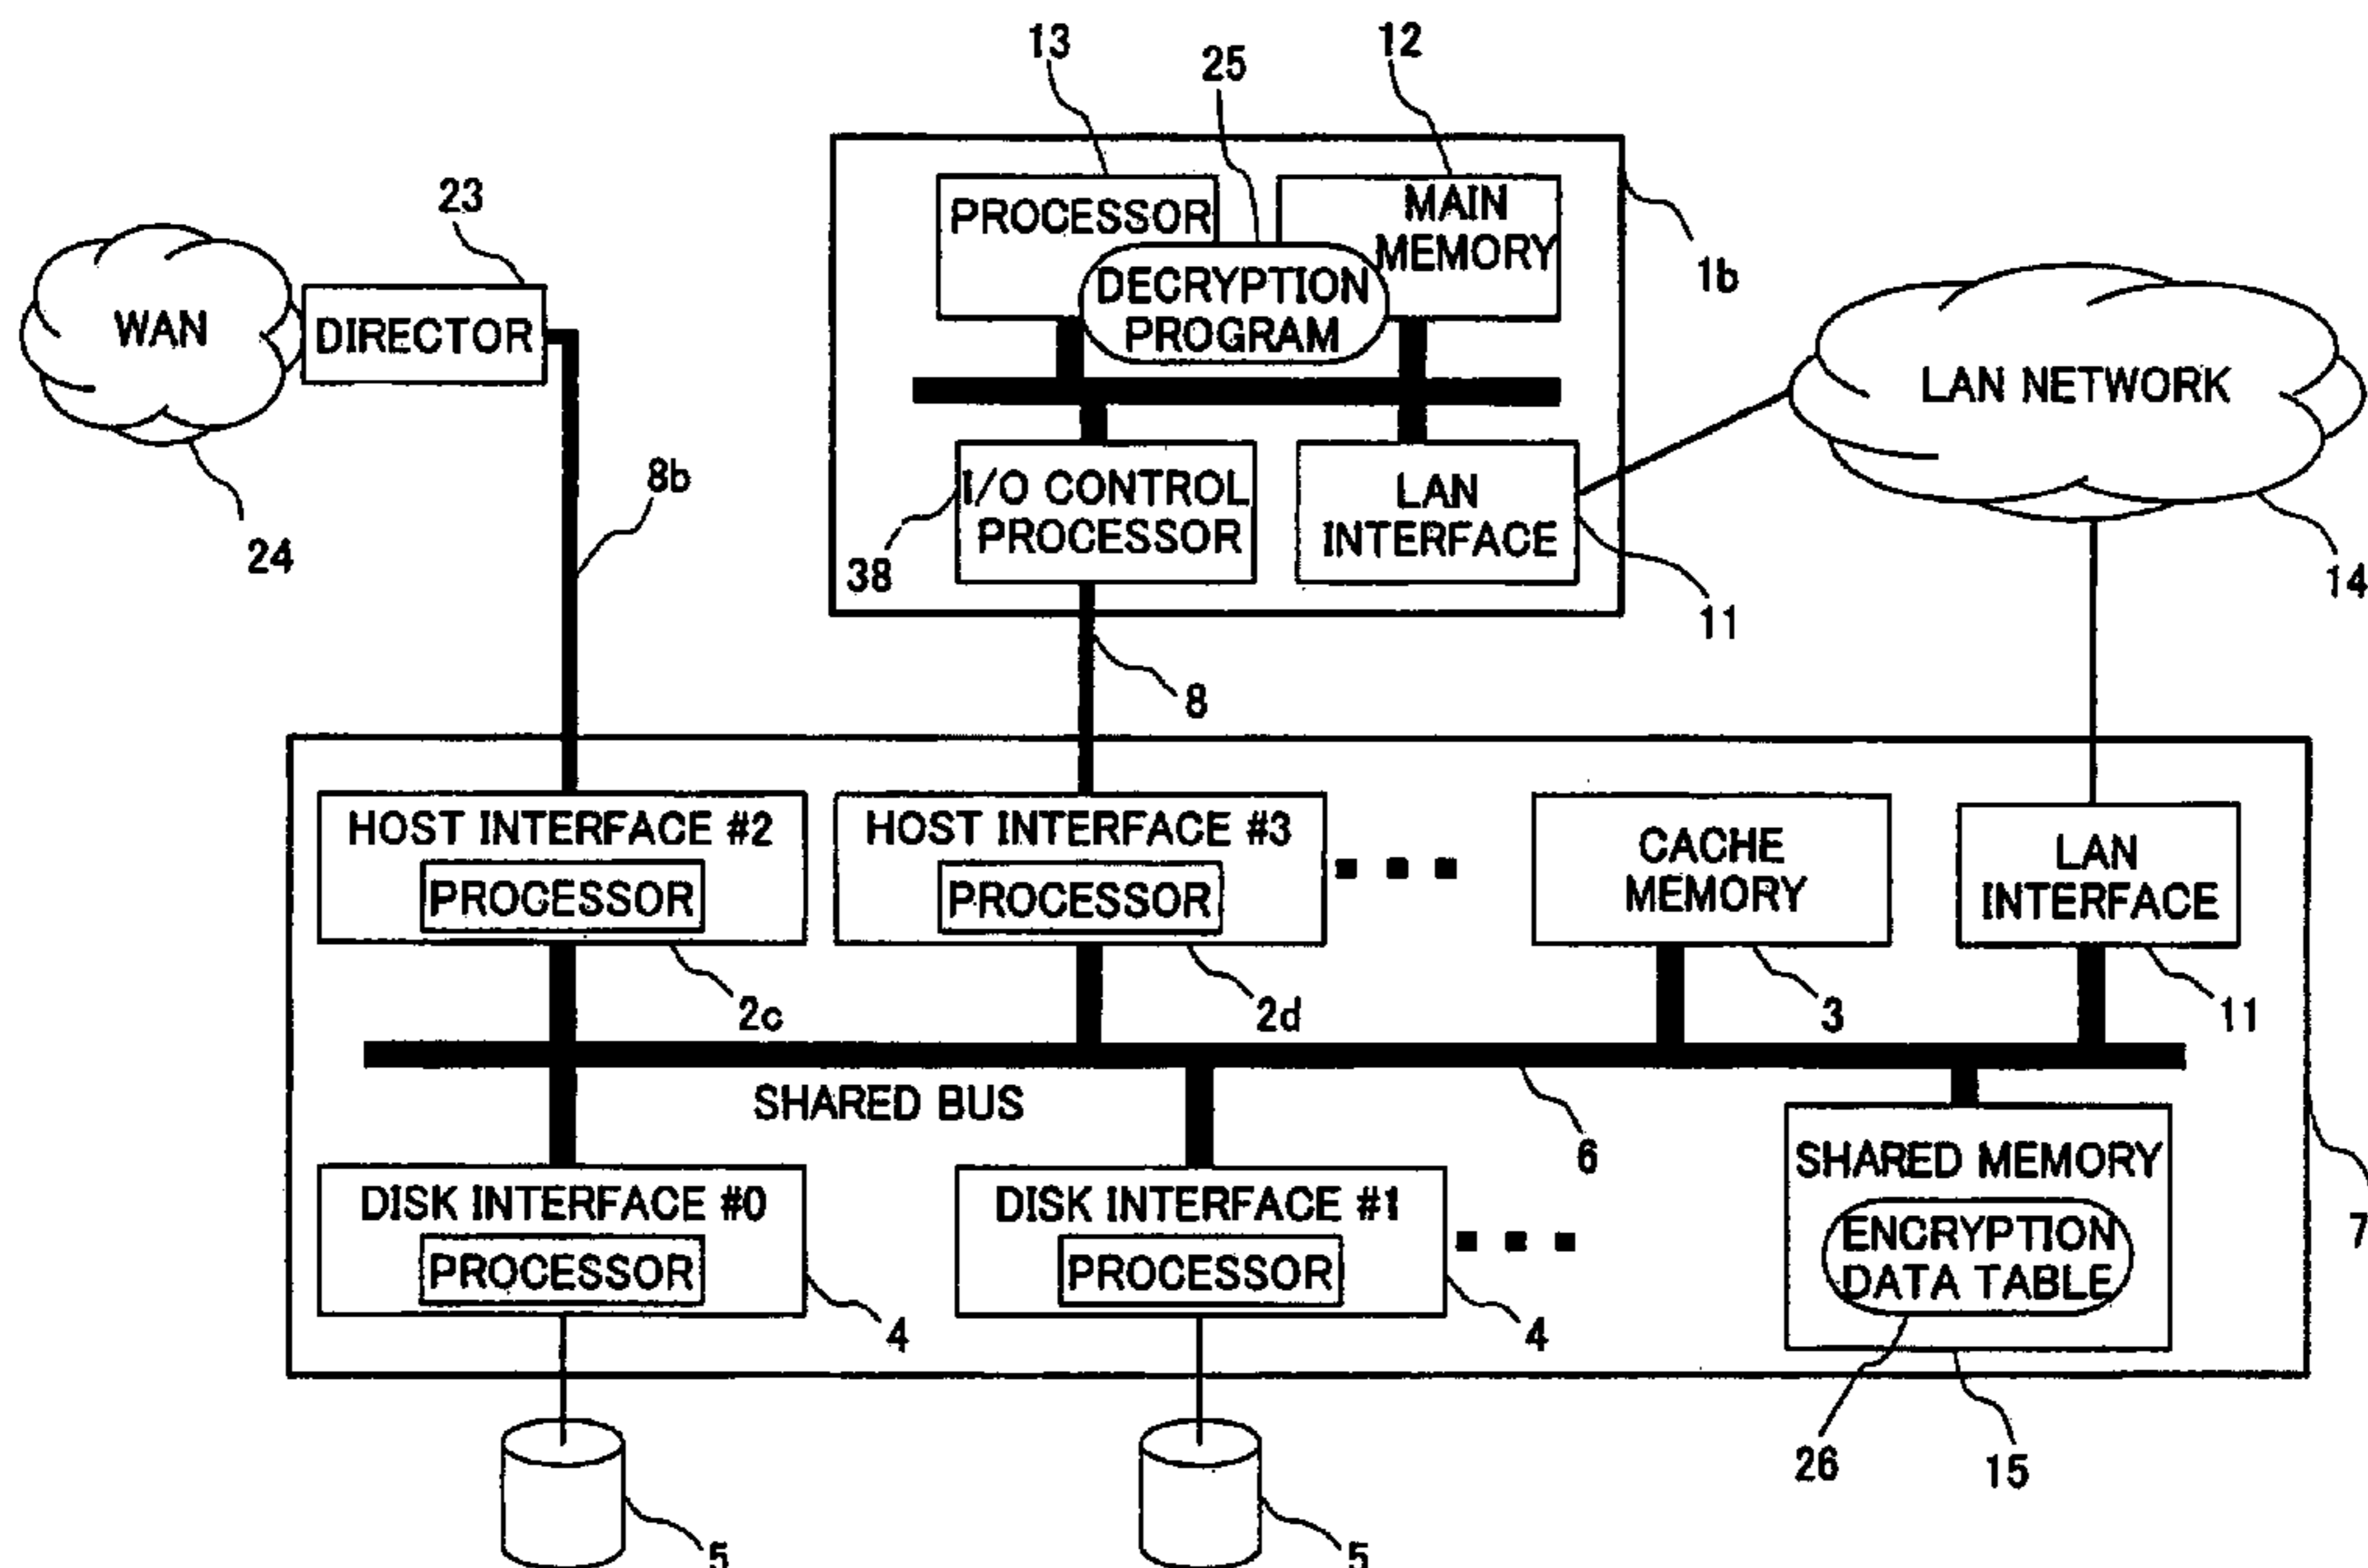 13
12
25
23
PROCESSOR
MAIN
MEMORY
1b
DECRYPTION
PROGRAM
WAN
DIRECTOR
LAN NETWORK
8b
I/O CONTROL
PROCESSOR
LAN
INTERFACE
24
38
11
14
8
HOST INTERFACE #2
PROCESSOR
HOST INTERFACE #3
PROCESSOR
CACHE
MEMORY
LAN
INTERFACE
2c
2d
3
11
SHARED BUS
6
DISK INTERFACE #0
PROCESSOR
DISK INTERFACE #1
PROCESSOR
SHARED MEMORY
ENCRYPTION
DATA TABLE
7
4
4
26
15
5
5